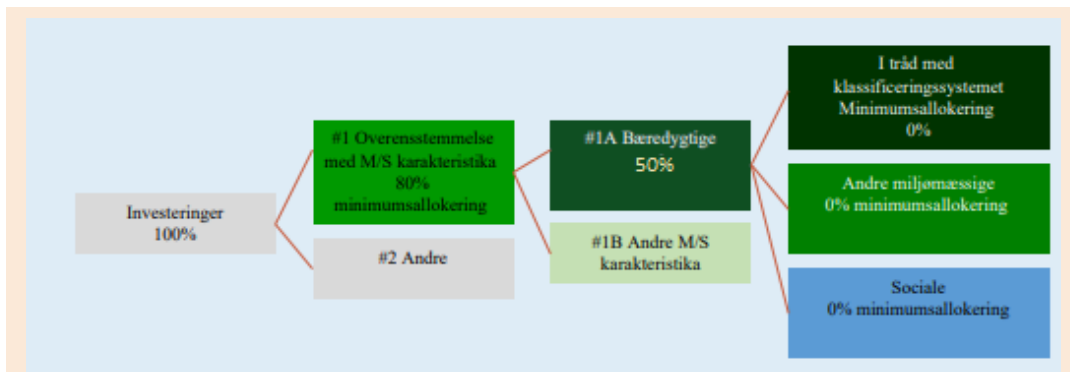 Investeringer
100%
#1 Overensstemmelse
med M/S karakteristika
80%
minimumsallokering
#2 Andre
#1A Bæredygtige
50%
#1B Andre M/S
karakteristika
I tråd med
klassificeringssystemet
Minimumsallokering
0%
Andre miljømæssige
0% minimumsallokering
Sociale
0% minimumsallokering